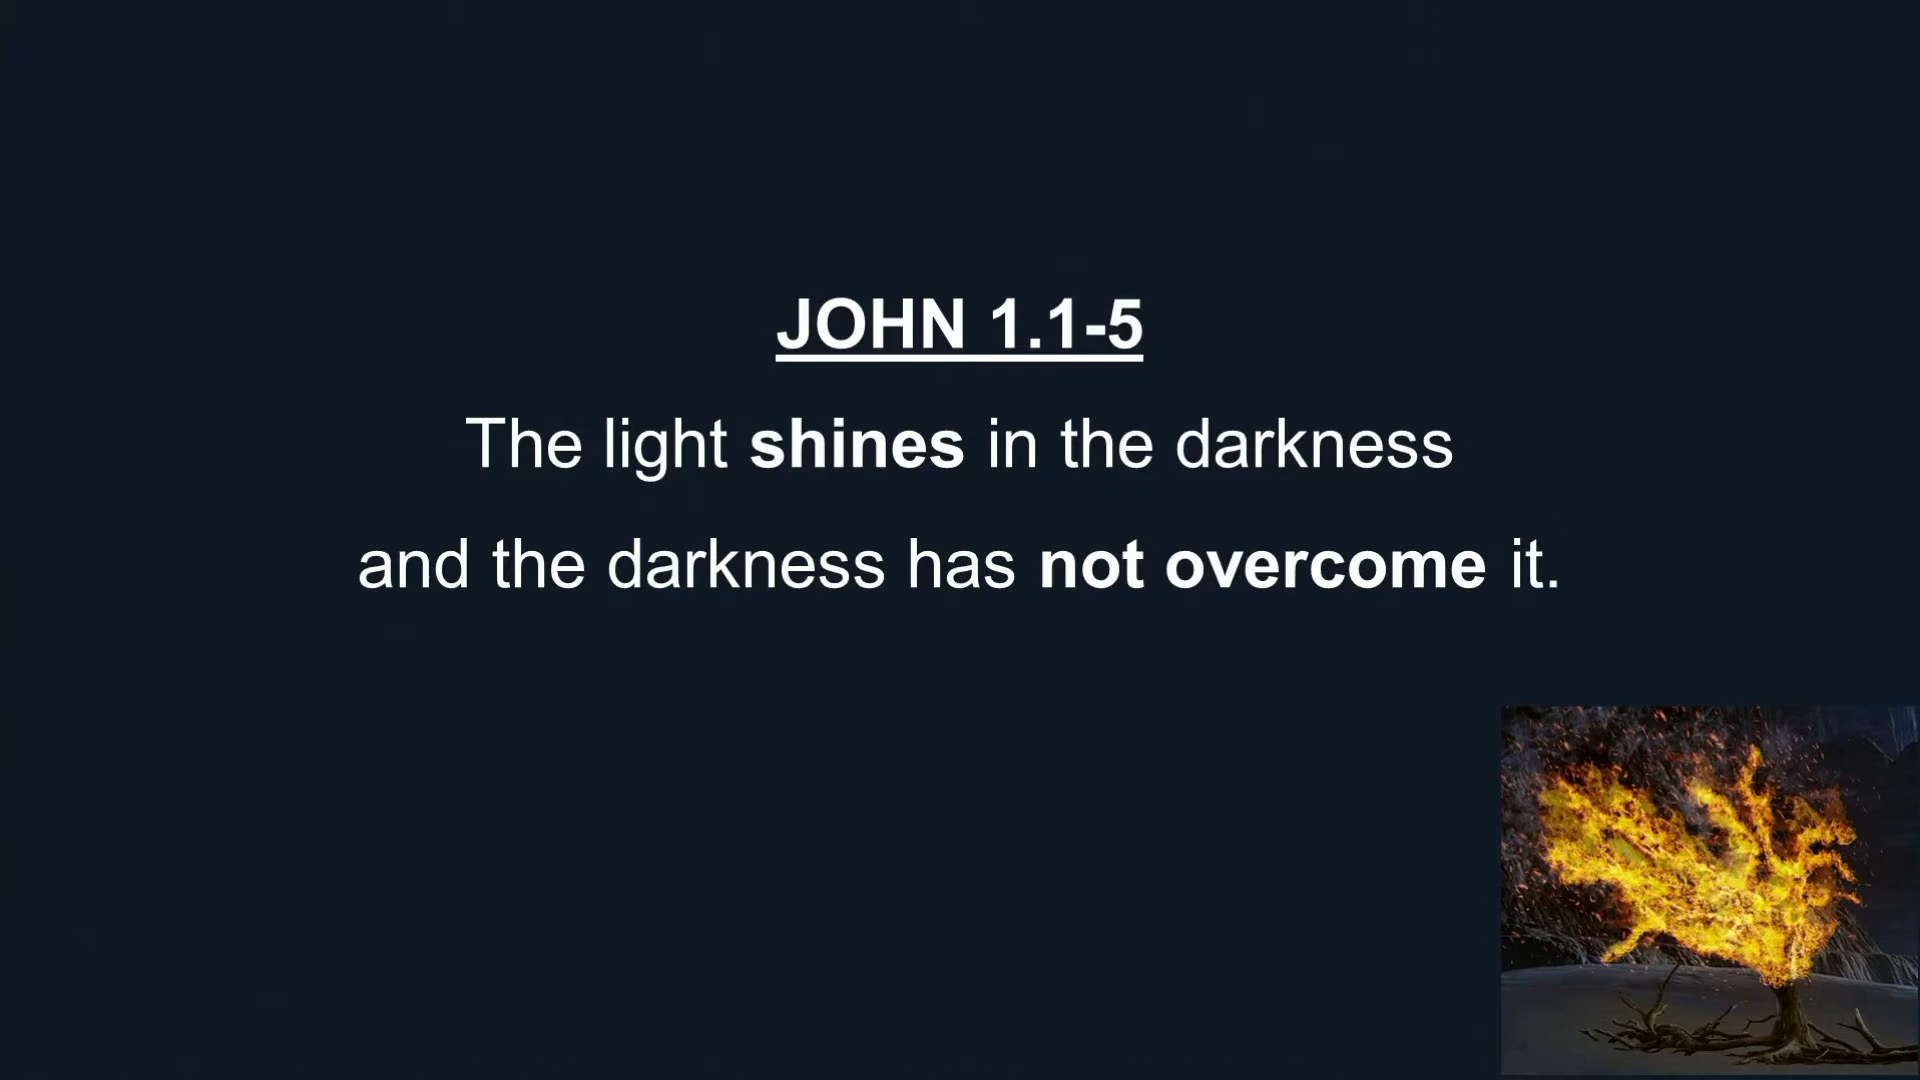 JOHN 1.1-5
The light shines in the darkness
and the darkness has not overcome it.